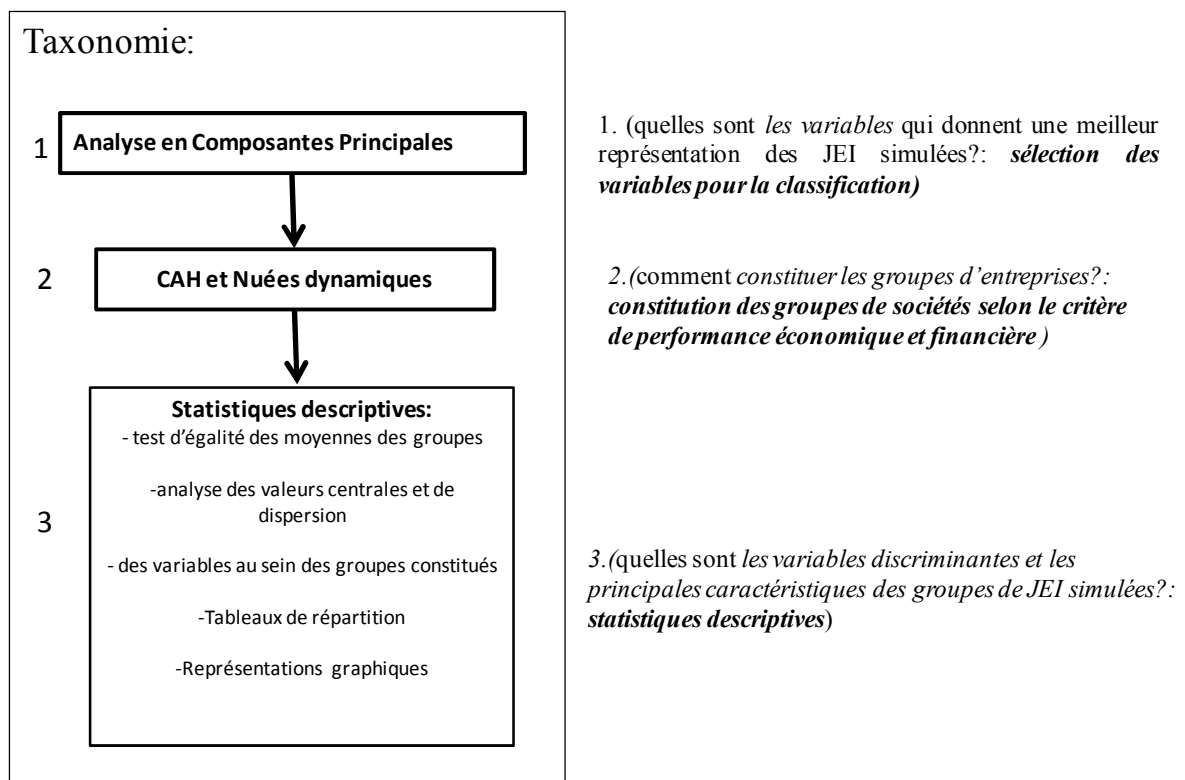 Taxonomie:
1
Analyse en Composantes Principales
1. (quelles sont les variables qui donnent une meilleur
représentation des JEI simulées?: sélection des
variables pour la classification)
2
CAH et Nuées dynamiques
2.(comment constituer les groupes d’entreprises?:
constitution des groupes de sociétés selon le critère
de performance économique et financière )
3
Statistiques descriptives:
- test d’égalité des moyennes des groupes
-analyse des valeurs centrales et de
dispersion
- des variables au sein des groupes constitués
-Tableaux de répartition
-Représentations graphiques
3.(quelles sont les variables discriminantes et les
principales caractéristiques des groupes de JEI simulées?:
statistiques descriptives)